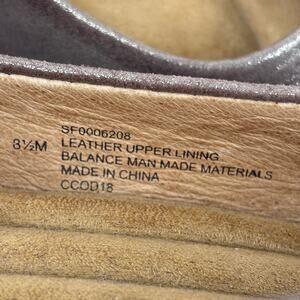 SF0006208
8½M LEATHER UPPER LINING
BALANCE MAN MADE MATERIALS
MADE IN CHINA
CCOD18